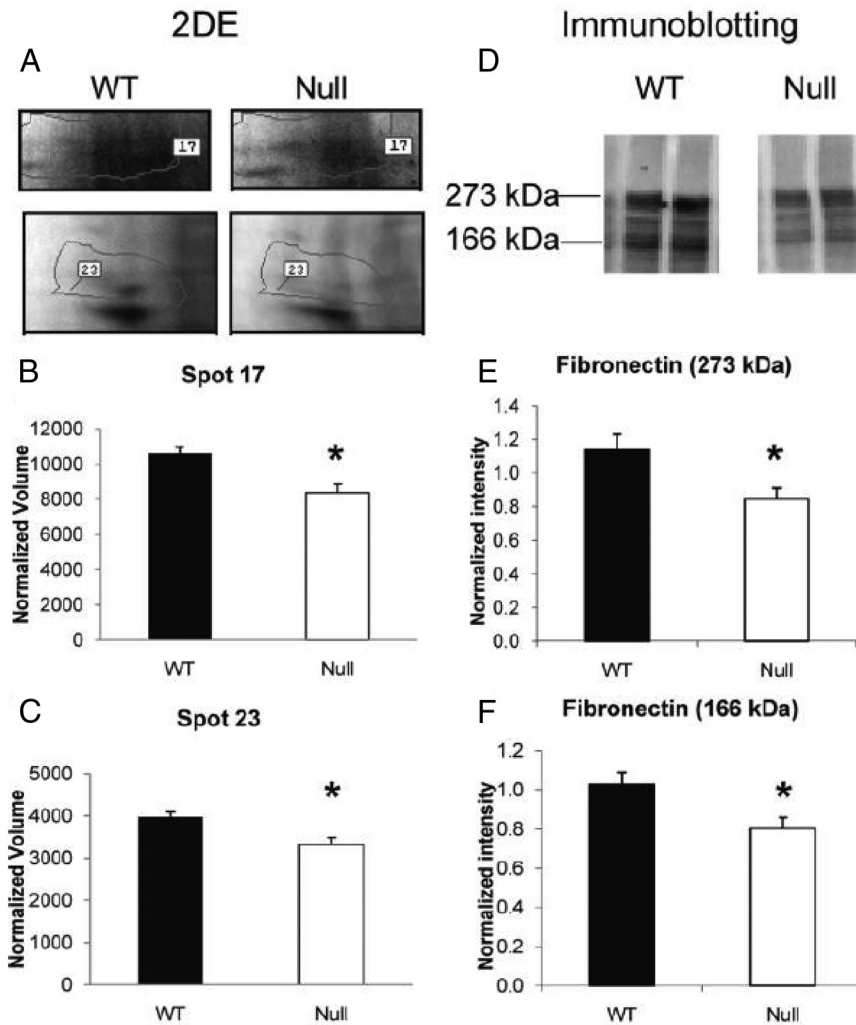 2DE
Immunoblotting
A
WT
Null
17
17
23
23
D
WT
Null
273 kDa
166 kDa
B
Spot 17
Normalized Volume
12000
10000
8000
6000
4000
2000
0
*
WT
Null
E
Fibronectin (273 kDa)
Normalized intensity
1.4
1.2
1.0
0.8
0.6
0.4
0.2
0.0
*
WT
Null
C
Spot 23
Normalized Volume
5000
4000
3000
2000
1000
0
*
WT
Null
F
Fibronectin (166 kDa)
Normalized intensity
1.2
1.0
0.8
0.6
0.4
0.2
0.0
*
WT
Null